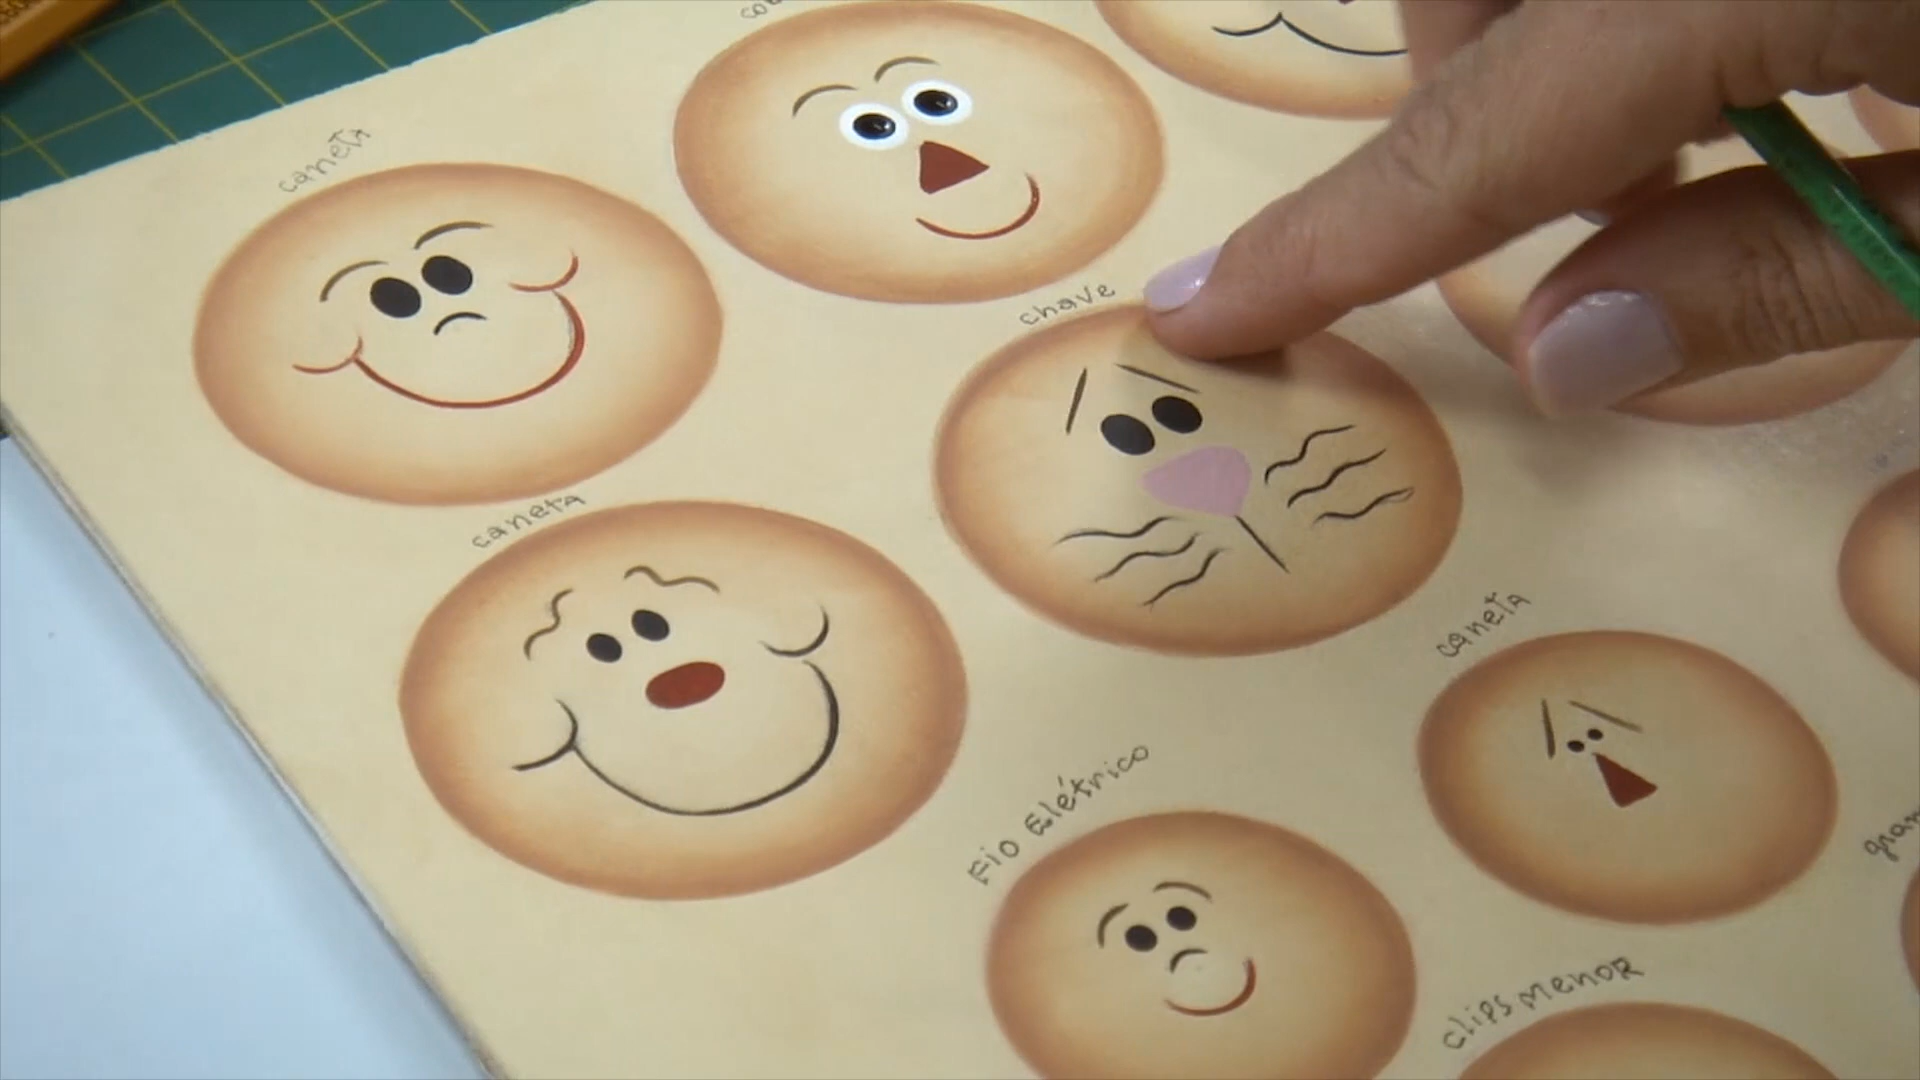 caneta
chave
caneta
caneta
Fio Elétrico
clips menor